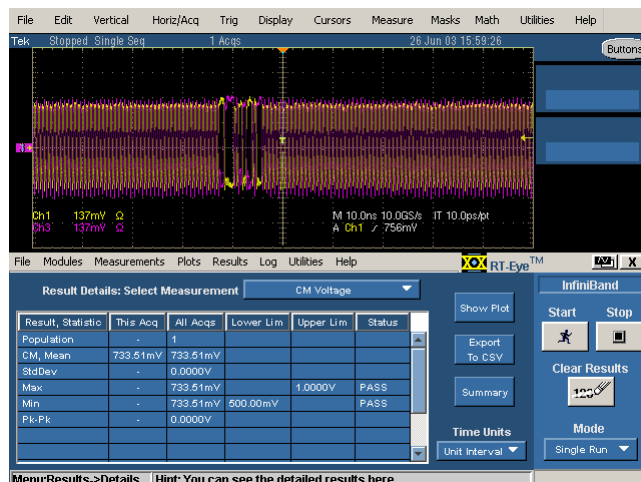 File Edit Vertical Horiz/Acq Trig Display Cursors Measure Masks Math Utilities Help
Tek Stopped Single Seq 1 Acqs 26 Jun 03 15:59:26
Buttons
Ch1 137mV Ω M 10.0ns 10.0GS/s IT 10.0ps/pt
Ch3 137mV Ω A Ch1 / 756mV
File Modules Measurements Plots Results Log Utilities Help RT-Eye™ X
Result Details: Select Measurement CM Voltage
InfiniBand
Start Stop
Show Plot
Export To CSV
Summary
Result, Statistic This Acq All Acqs Lower Lim Upper Lim Status
Population - 1
CM, Mean 733.51mV 733.51mV
StdDev - 0.0000V
Max - 733.51mV 1.0000V PASS
Min - 733.51mV 500.00mV PASS
Pk-Pk - 0.0000V
Clear Results
123
Time Units
Unit Interval
Mode
Single Run
Menu:Results->Details Hint: You can see the detailed results here